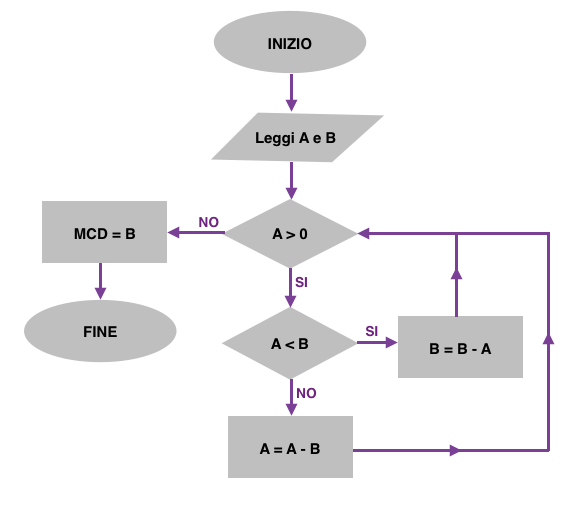 INIZIO
Leggi A e B
A > 0
NO
MCD = B
FINE
SI
A < B
SI
B = B - A
NO
A = A - B